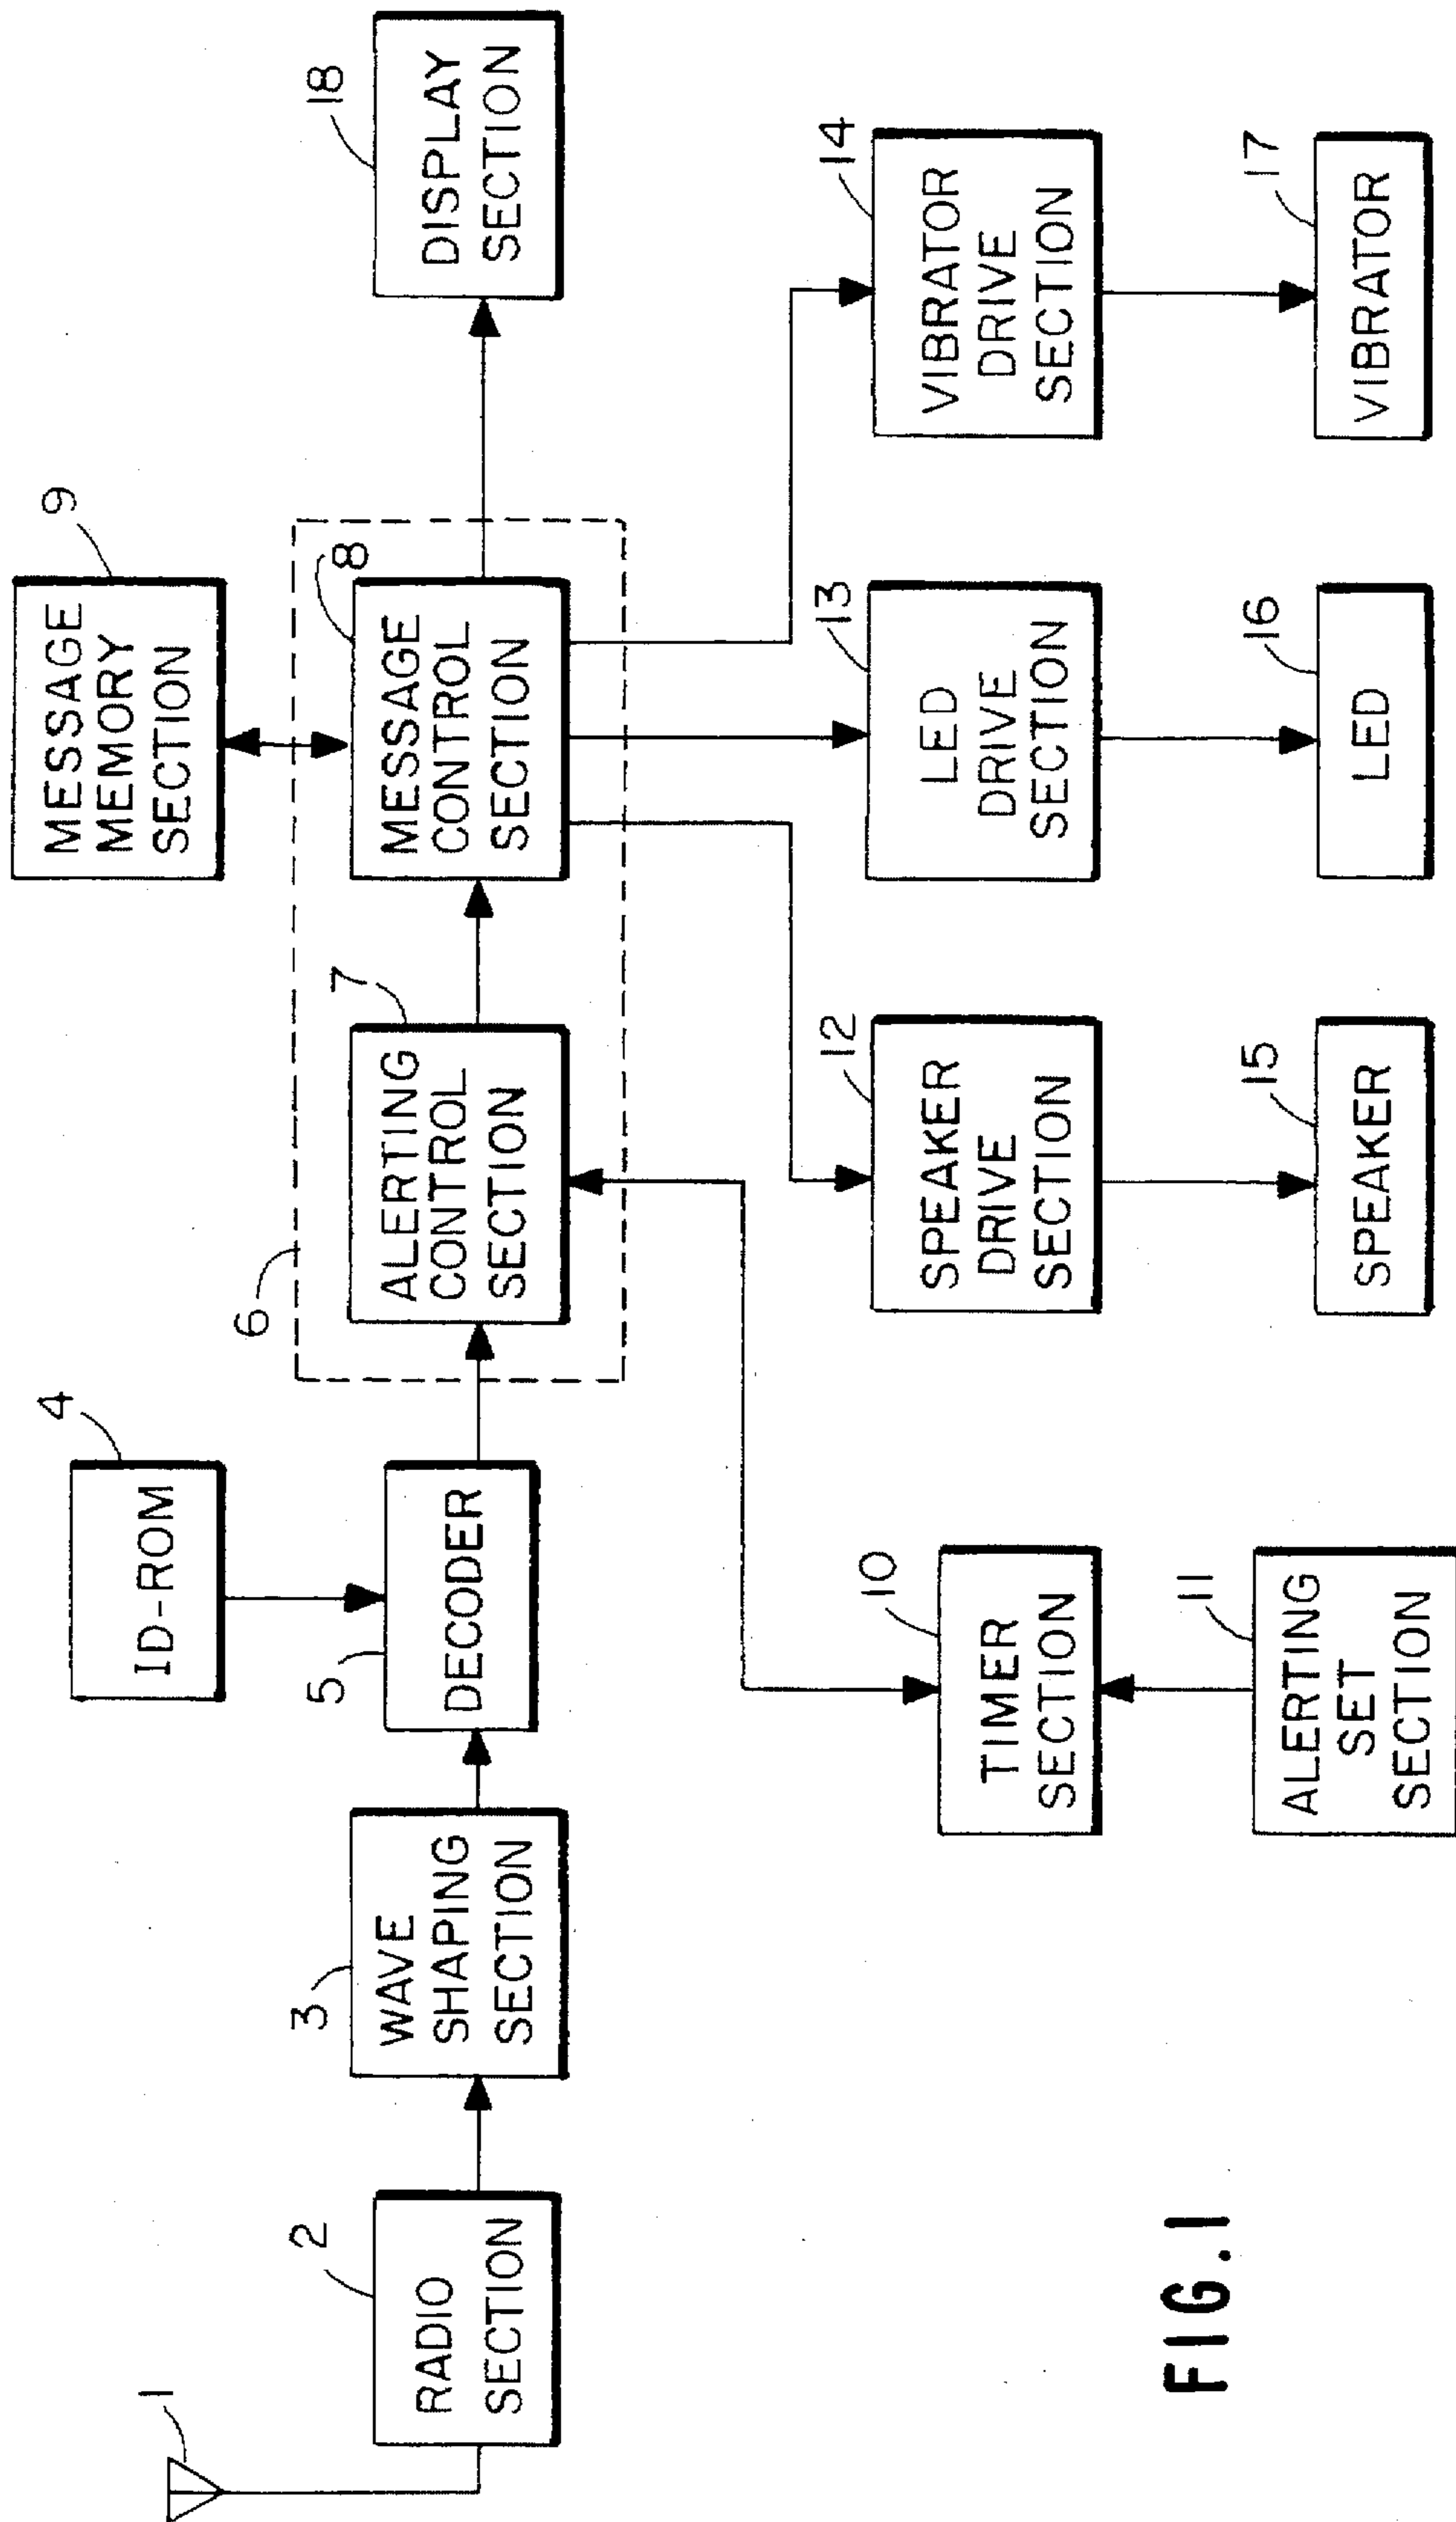 1
RADIO
SECTION
2
WAVE
SHAPING
SECTION
3
ID-ROM
4
DECODER
5
6
ALERTING
CONTROL
SECTION
7
MESSAGE
CONTROL
SECTION
8
MESSAGE
MEMORY
SECTION
9
DISPLAY
SECTION
18
TIMER
SECTION
10
ALERTING
SET
SECTION
11
SPEAKER
DRIVE
SECTION
12
LED
DRIVE
SECTION
13
VIBRATOR
DRIVE
SECTION
14
SPEAKER
15
LED
16
VIBRATOR
17
FIG.1